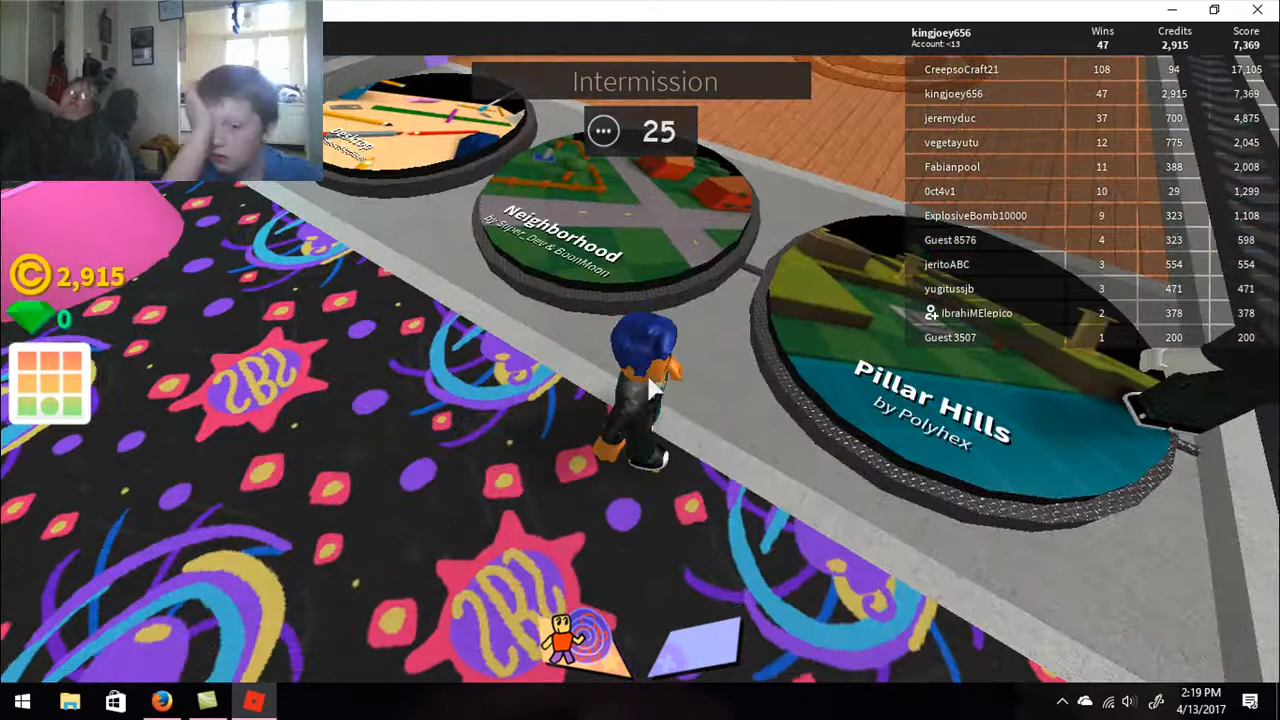 kingjoey656
Account: <13
Wins
47
Credits
2,915
Score
7,369
CreepsoCraft21 108 94 17,105
kingjoey656 47 2,915 7,369
jeremyduc 37 700 4,875
vegetayutu 12 775 2,045
Fabianpool 11 388 2,008
0ct4v1 10 29 1,299
ExplosiveBomb10000 9 323 1,108
Guest 8576 4 323 598
jeritoABC 3 554 554
yugitussjb 3 471 471
IbrahiMElepico 2 378 378
Guest 3507 1 200 200
Intermission
25
Desktop
Neighborhood
by Super_Dev & BoonMoon
Pillar Hills
by Polyhex
2,915
0
2:19 PM
4/13/2017